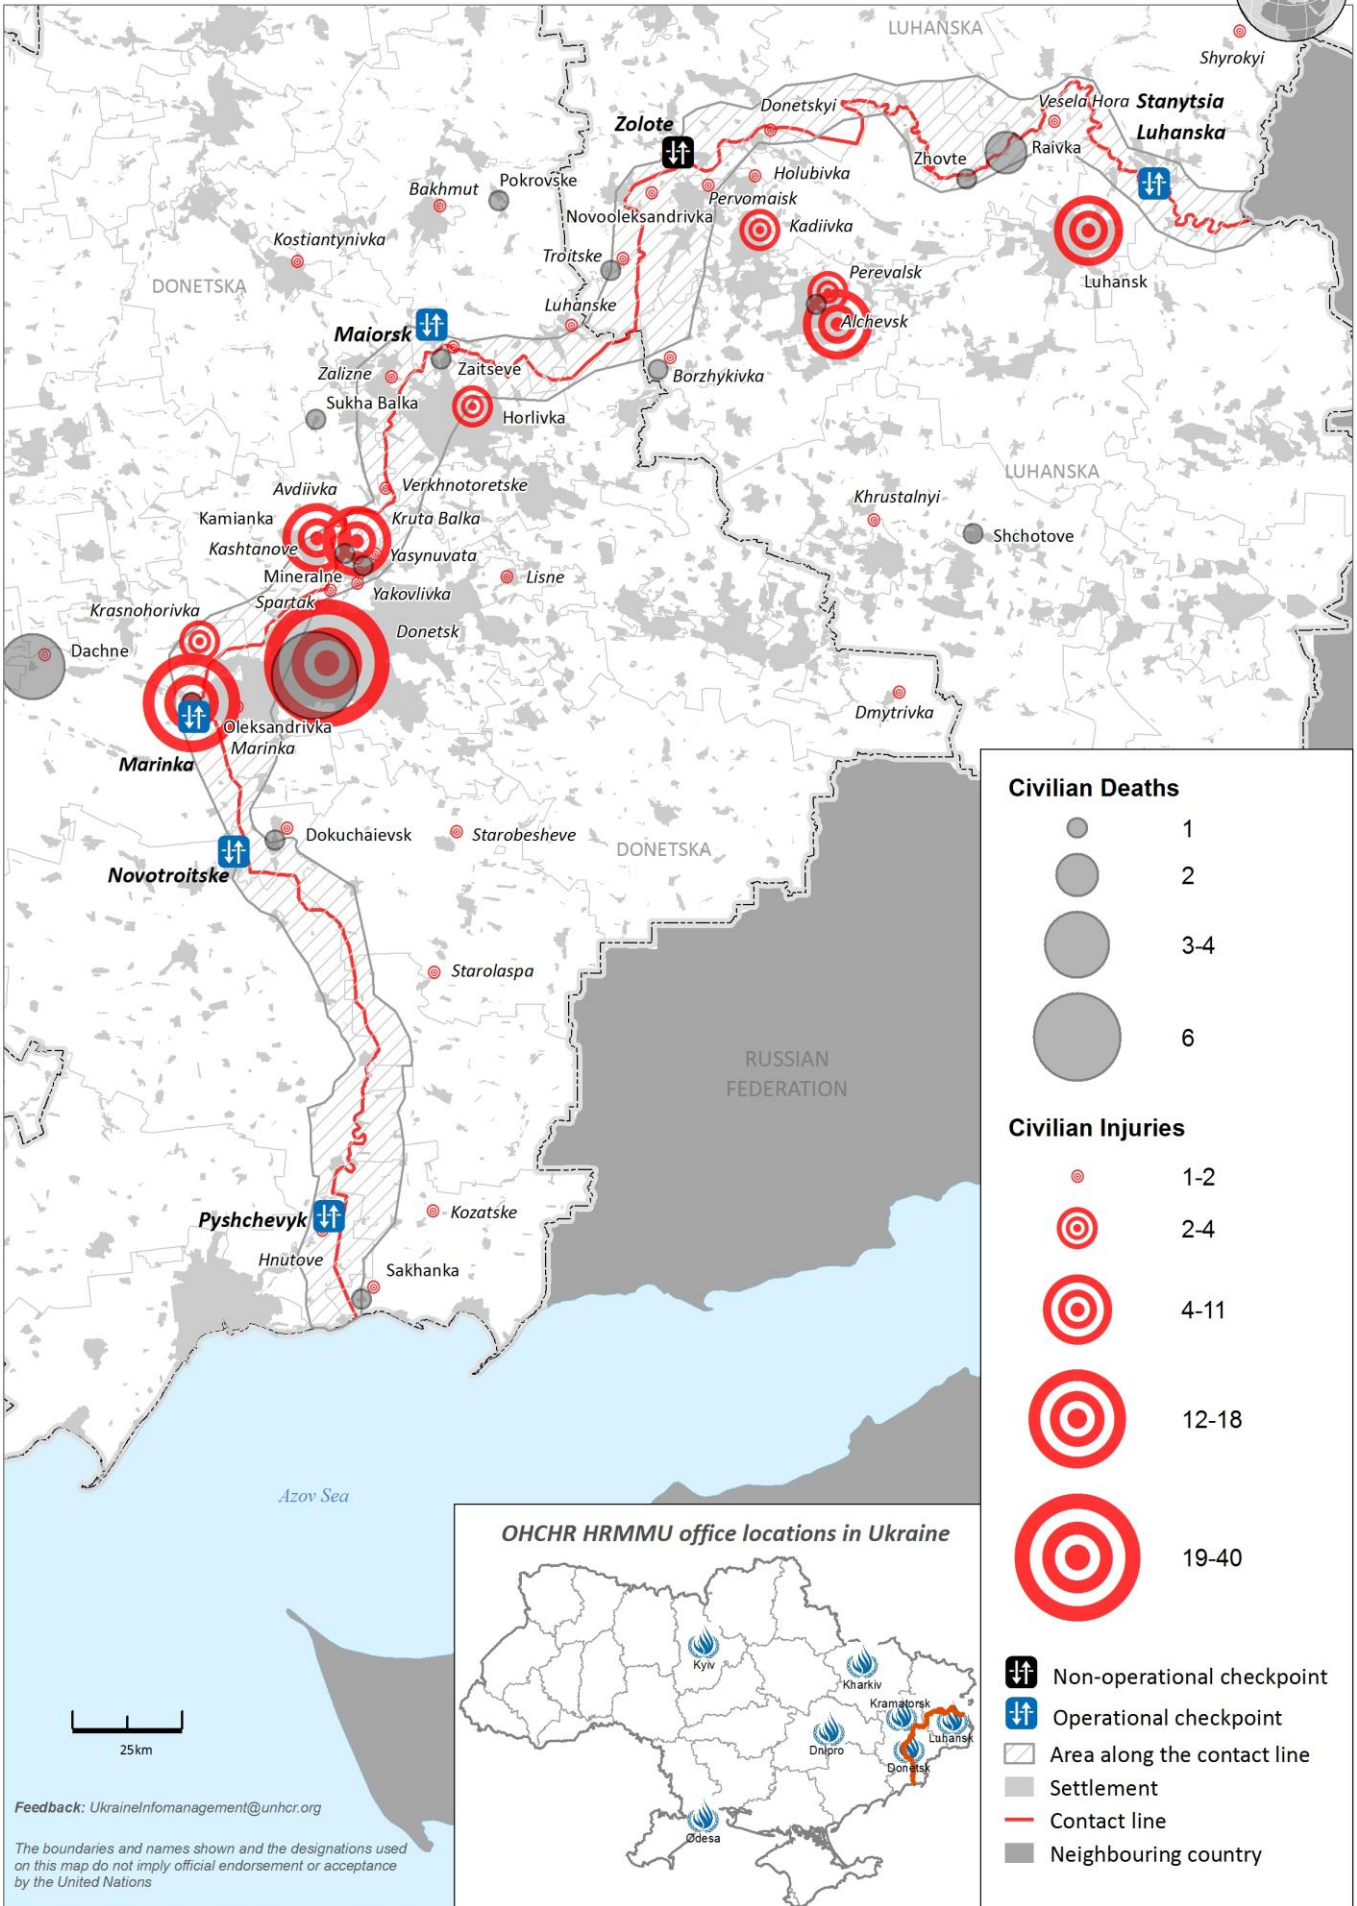 LUHANSKA
Shyrokyi
Donetskyi
Vesela Hora
Stanytsia
Luhanska
Zolote
Zhovte
Raivka
Holubivka
Bakhmut
Pokrovske
Pervomaisk
Novooleksandrivka
Kadiivka
Kostiantynivka
Troitske
Perevalsk
Luhansk
DONETSKA
Luhanske
Alchevsk
Maiorsk
Zaitseve
Zalizne
Borzhykivka
Sukha Balka
Horlivka
LUHANSKA
Avdiivka
Verkhnotoretske
Khrustalnyi
Kamianka
Kruta Balka
Shchotove
Kashtanove
Yasynuvata
Mineralne
Lisne
Yakovlivka
Spartak
Krasnohorivka
Donetsk
Dachne
Dmytrivka
Oleksandrivka
Marinka
Marinka
Dokuchaievsk
Starobesheve
DONETSKA
Novotroitske
Starolaspa
RUSSIAN
FEDERATION
Pyshchevyk
Kozatske
Hnutove
Sakhanka
Azov Sea
Civilian Deaths
1
2
3-4
6
Civilian Injuries
1-2
2-4
4-11
12-18
19-40
Non-operational checkpoint
Operational checkpoint
Area along the contact line
Settlement
Contact line
Neighbouring country
OHCHR HRMMU office locations in Ukraine
Kyiv
Kharkiv
Kramatorsk
Luhansk
Dnipro
Donetsk
Odesa
25km
Feedback: UkraineInfomanagement@unhcr.org
The boundaries and names shown and the designations used
on this map do not imply official endorsement or acceptance
by the United Nations